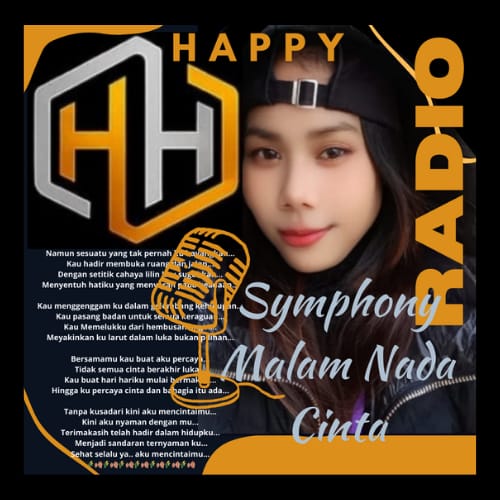 HAPPY
RADIO
HH
Namun sesuatu yang tak pernah
Kau hadir membuka ruang
Dengan setitik cahaya lilin
Menyentuh hatiku yang
Kau menggenggam ku dalam
Kau pasang badan untuk
Kau Memelukku dari hembusan
Meyakinkan ku larut dalam luka bukan
Bersamamu kau buat aku percaya
Tidak semua cinta berakhir luka
Kau buat hari hariku mulai
Hingga ku percaya cinta dan bahagia itu ada...
Tanpa kusadari kini aku mencintaimu...
Kini aku nyaman dengan mu...
Terimakasih telah hadir dalam hidupku...
Menjadi sandaran ternyaman ku...
Sehat selalu ya.. aku mencintaimu...
Symphony
Malam Nada
Cinta